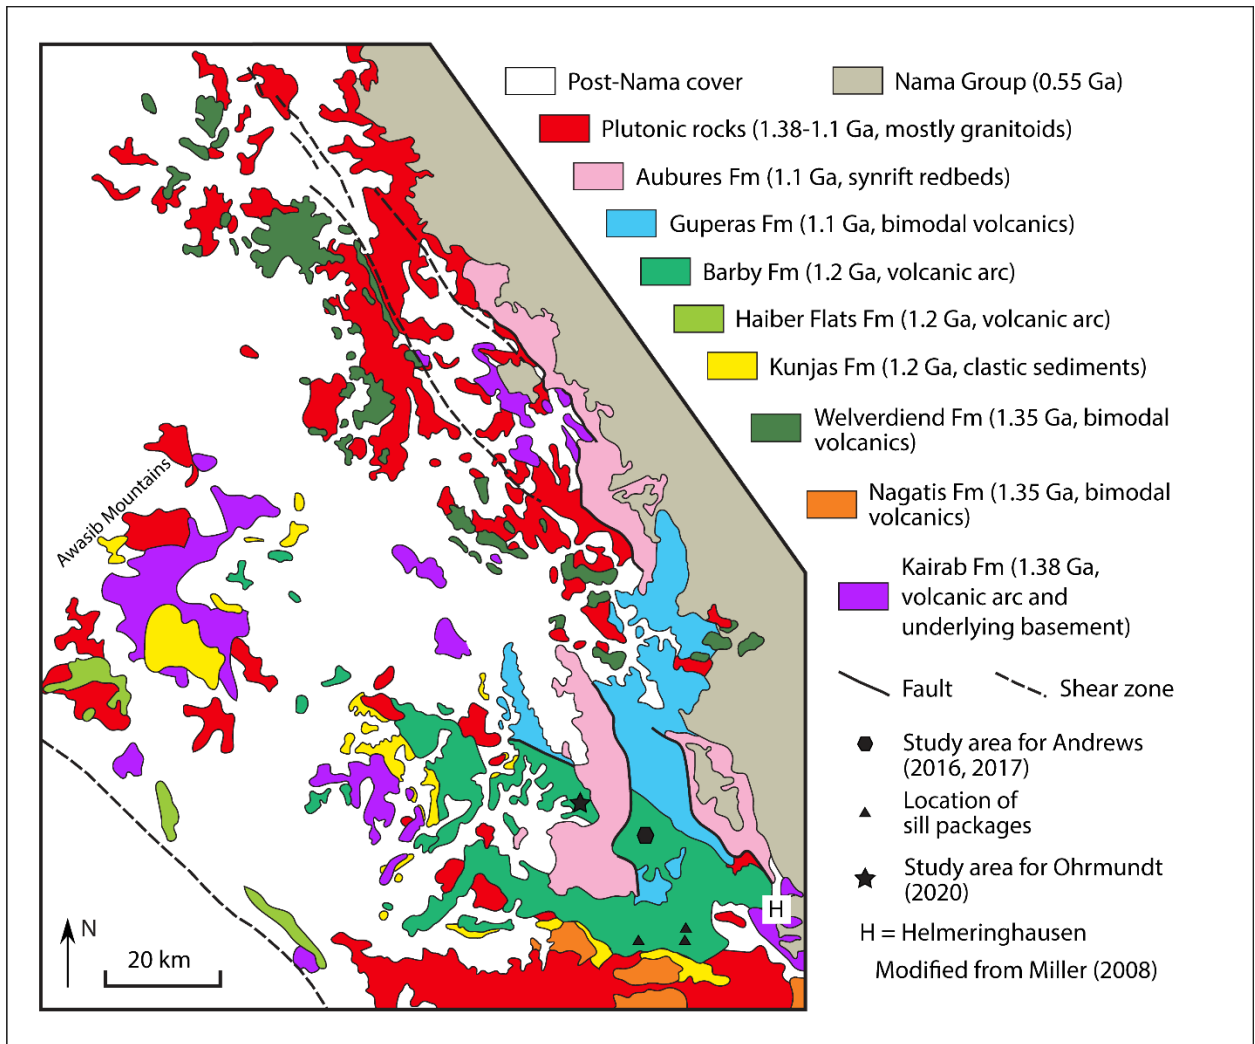 Post-Nama cover
Nama Group (0.55 Ga)
Plutonic rocks (1.38-1.1 Ga, mostly granitoids)
Aubures Fm (1.1 Ga, synrift redbeds)
Guperas Fm (1.1 Ga, bimodal volcanics)
Barby Fm (1.2 Ga, volcanic arc)
Haiber Flats Fm (1.2 Ga, volcanic arc)
Kunjas Fm (1.2 Ga, clastic sediments)
Welverdiend Fm (1.35 Ga, bimodal
volcanics)
Nagatis Fm (1.35 Ga, bimodal
volcanics)
Kairab Fm (1.38 Ga,
volcanic arc and
underlying basement)
Fault
Shear zone
Study area for Andrews
(2016, 2017)
Location of
sill packages
Study area for Ohrmundt
(2020)
H = Helmeringhausen
Modified from Miller (2008)
Awasib Mountains
H
N
20 km